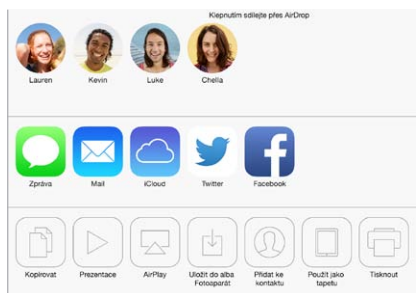 Klepnutím sdílejte přes AirDrop
Lauren Kevin Luke Chella
Zpráva Mail iCloud Twitter Facebook
Kopírovat Prezentace AirPlay Uložit do alba Přidat ke Použít jako Tisknout
Fotoaparát kontaktu tapetu